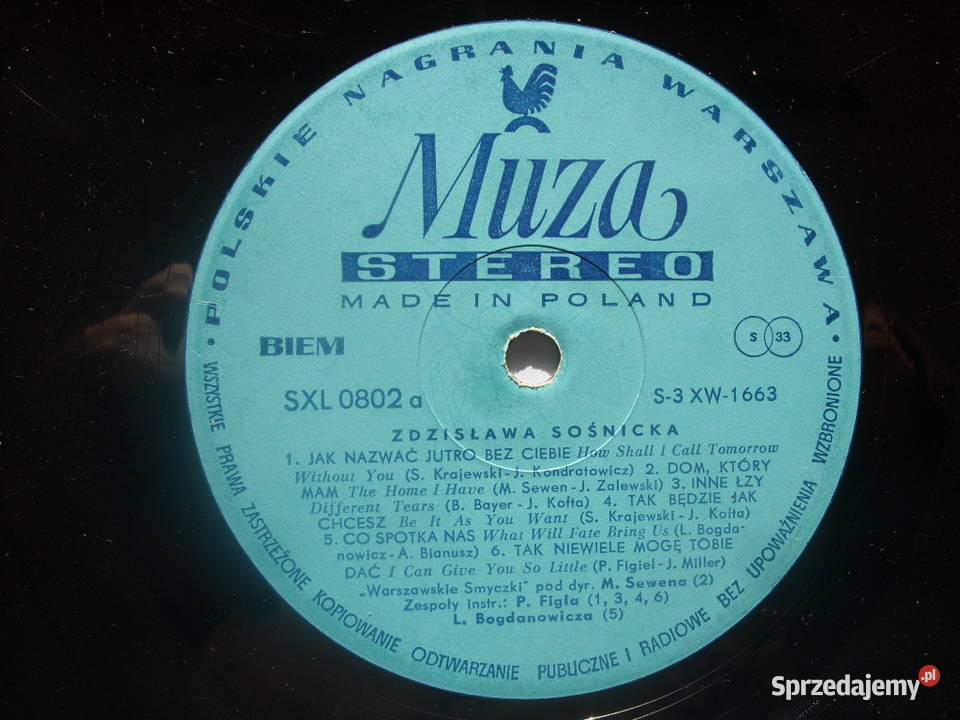 • POLSKIE NAGRANIA WARSZAWA •
Muza
STEREO
MADE IN POLAND
BIEM
S 33
SXL 0802 a
S-3 XW-1663
ZDZISŁAWA SOŚNICKA
1. JAK NAZWAĆ JUTRO BEZ CIEBIE How Shall I Call Tomorrow
Without You (S. Krajewski-J. Kondratowicz) 2. DOM, KTÓRY
MAM The Home I Have (M. Sewen-J. Zalewski) 3. INNE ŁZY
Different Tears (B. Bayer-J. Kofta) 4. TAK BĘDZIE JAK
CHCESZ Be It As You Want (S. Krajewski-J. Kofta)
5. CO SPOTKA NAS What Will Fate Bring Us (L. Bogda-
nowicz-A. Bianusz) 6. TAK NIEWIELE MOGĘ TOBIE
DAĆ I Can Give You So Little (P. Figiel-J. Miller)
„Warszawskie Smyczki" pod dyr. M. Sewena (2)
Zespoły instr.: P. Figla (1, 3, 4, 6)
L. Bogdanowicza (5)
WSZYSTKIE PRAWA ZASTRZEŻONE KOPIOWANIE ODTWARZANIE PUBLICZNE I RADIOWE BEZ UPOWAŻNIENIA WZBRONIONE
Sprzedajemy.pl